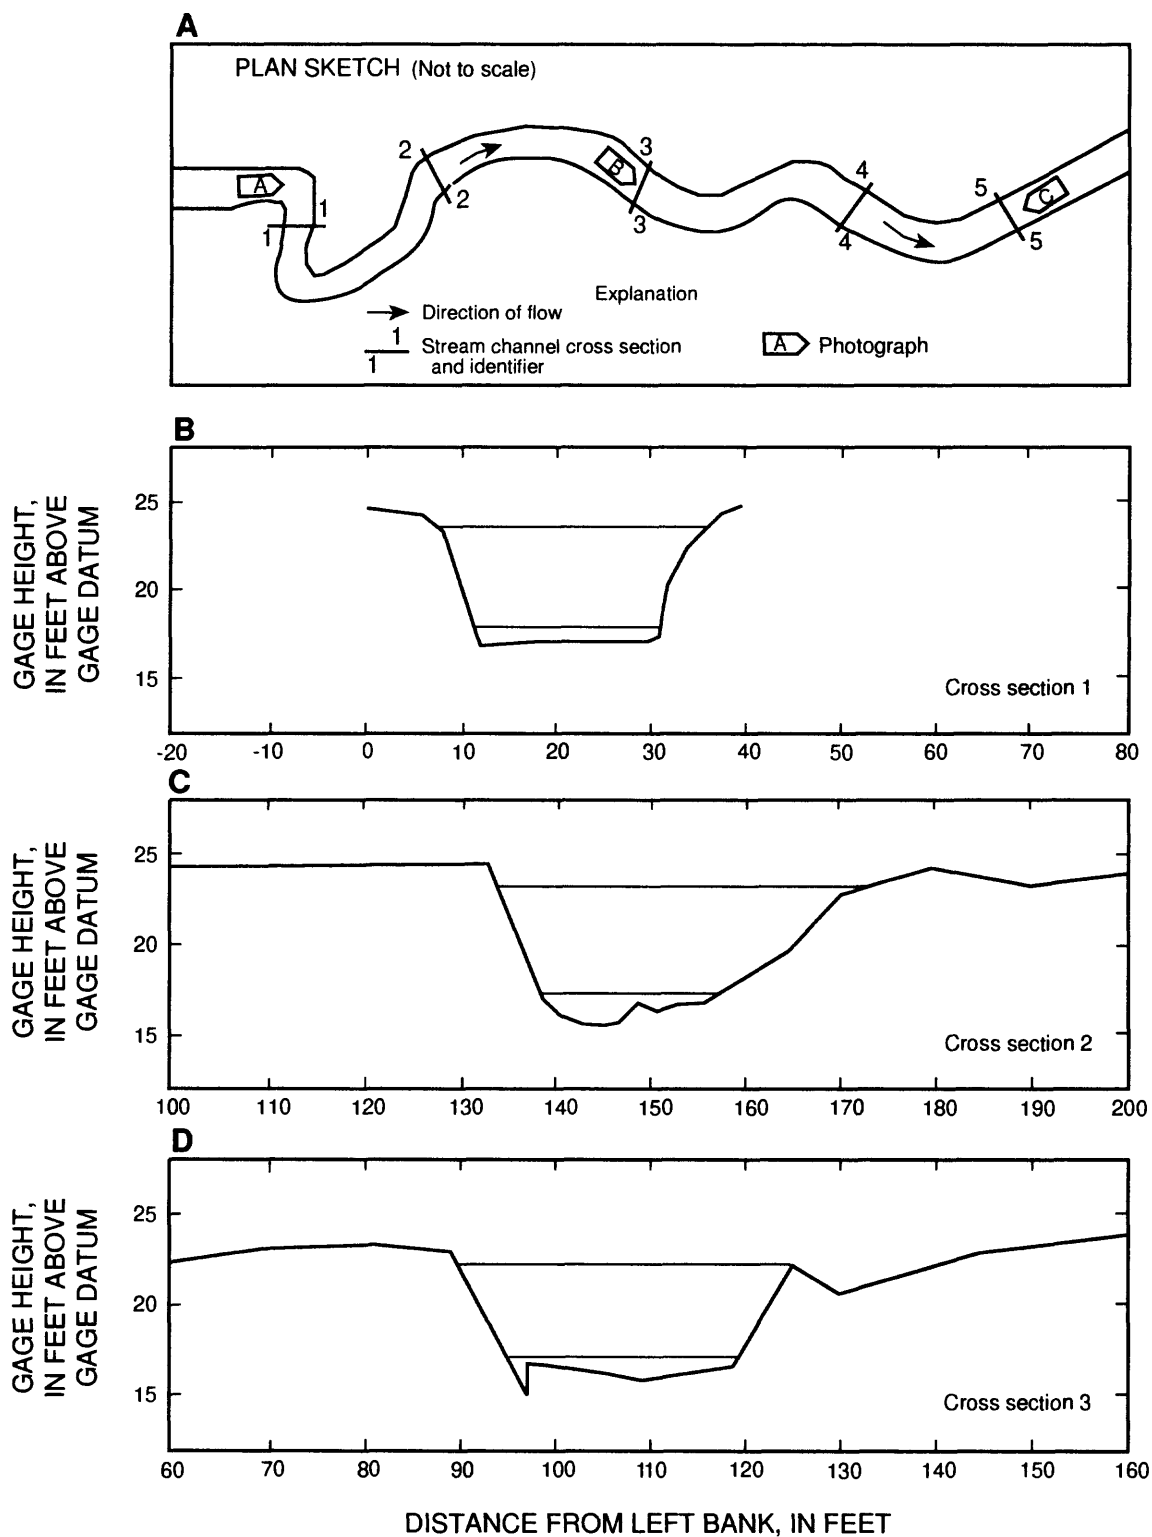 A
PLAN SKETCH (Not to scale)
2
3
B
A
4
5
C
1
2
1
3
4
5
Explanation
Direction of flow
1
1
Stream channel cross section
and identifier
A
Photograph
B
GAGE HEIGHT,
IN FEET ABOVE
GAGE DATUM
25
20
15
Cross section 1
-20 -10 0 10 20 30 40 50 60 70 80
C
GAGE HEIGHT,
IN FEET ABOVE
GAGE DATUM
25
20
15
Cross section 2
100 110 120 130 140 150 160 170 180 190 200
D
GAGE HEIGHT,
IN FEET ABOVE
GAGE DATUM
25
20
15
Cross section 3
60 70 80 90 100 110 120 130 140 150 160
DISTANCE FROM LEFT BANK, IN FEET